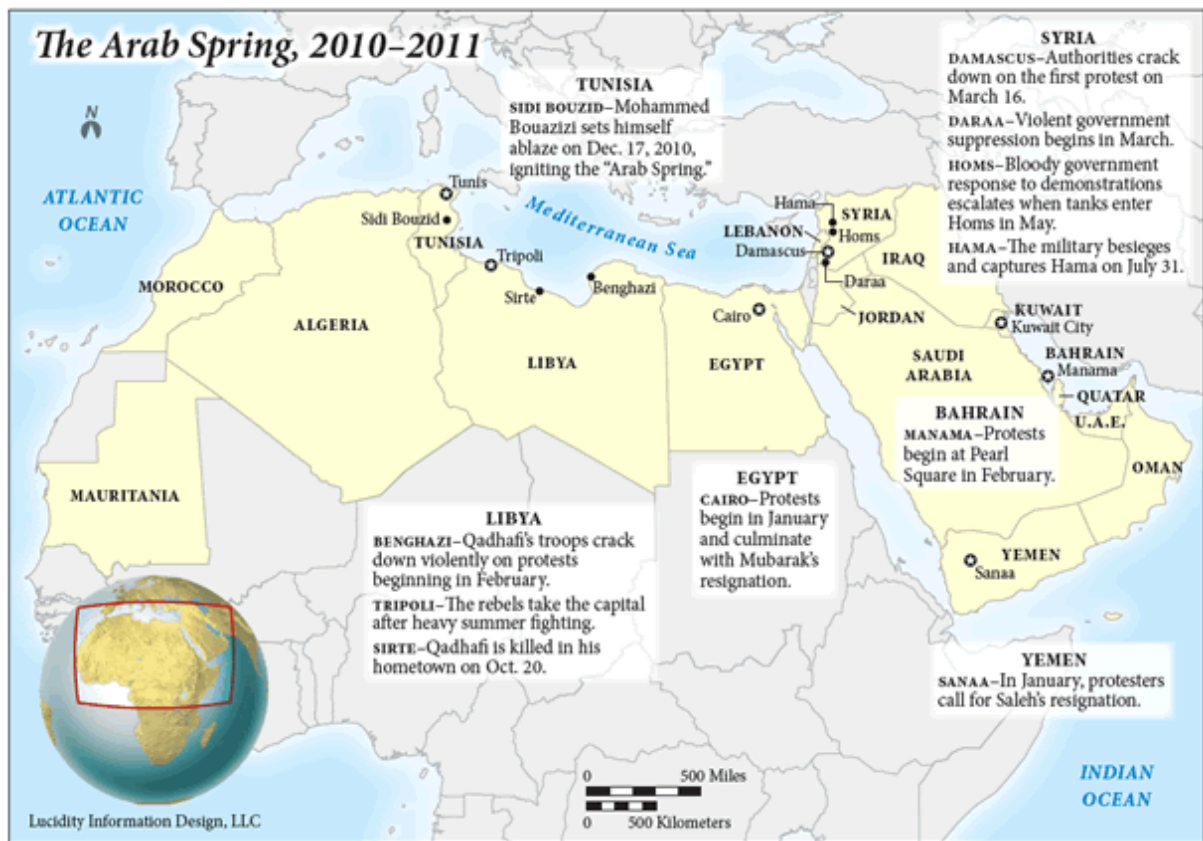 The Arab Spring, 2010–2011
N
ATLANTIC
OCEAN
TUNISIA
SIDI BOUZID–Mohammed
Bouazizi sets himself
ablaze on Dec. 17, 2010,
igniting the “Arab Spring.”
SYRIA
DAMASCUS–Authorities crack
down on the first protest on
March 16.
DARAA–Violent government
suppression begins in March.
HOMS–Bloody government
response to demonstrations
escalates when tanks enter
Homs in May.
HAMA–The military besieges
and captures Hama on July 31.
Tunis
Sidi Bouzid
TUNISIA
Mediterranean Sea
Tripoli
Sirte
Benghazi
Hama
SYRIA
LEBANON
Homs
Damascus
IRAQ
Daraa
Cairo
JORDAN
KUWAIT
Kuwait City
MOROCCO
ALGERIA
LIBYA
EGYPT
SAUDI
ARABIA
BAHRAIN
Manama
QUATAR
U.A.E.
OMAN
BAHRAIN
MANAMA–Protests
begin at Pearl
Square in February.
MAURITANIA
EGYPT
CAIRO–Protests
begin in January
and culminate
with Mubarak’s
resignation.
LIBYA
BENGHAZI–Qadhafi’s troops crack
down violently on protests
beginning in February.
TRIPOLI–The rebels take the capital
after heavy summer fighting.
SIRTE–Qadhafi is killed in his
hometown on Oct. 20.
YEMEN
Sanaa
YEMEN
SANAA–In January, protesters
call for Saleh’s resignation.
0 500 Miles
0 500 Kilometers
INDIAN
OCEAN
Lucidity Information Design, LLC